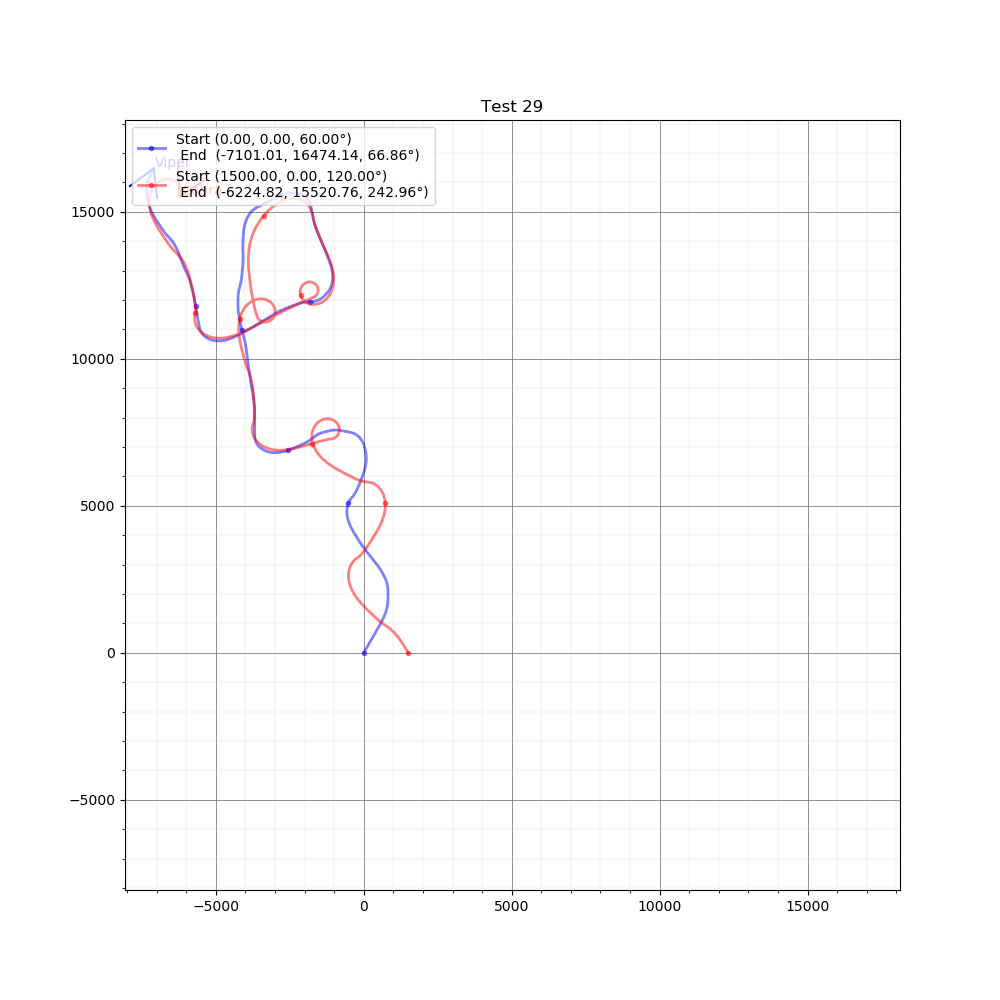 Test 29
Start (0.00, 0.00, 60.00°)
End (-7101.01, 16474.14, 66.86°)
Start (1500.00, 0.00, 120.00°)
End (-6224.82, 15520.76, 242.96°)
Viper
15000
10000
5000
0
−5000
−5000 0 5000 10000 15000